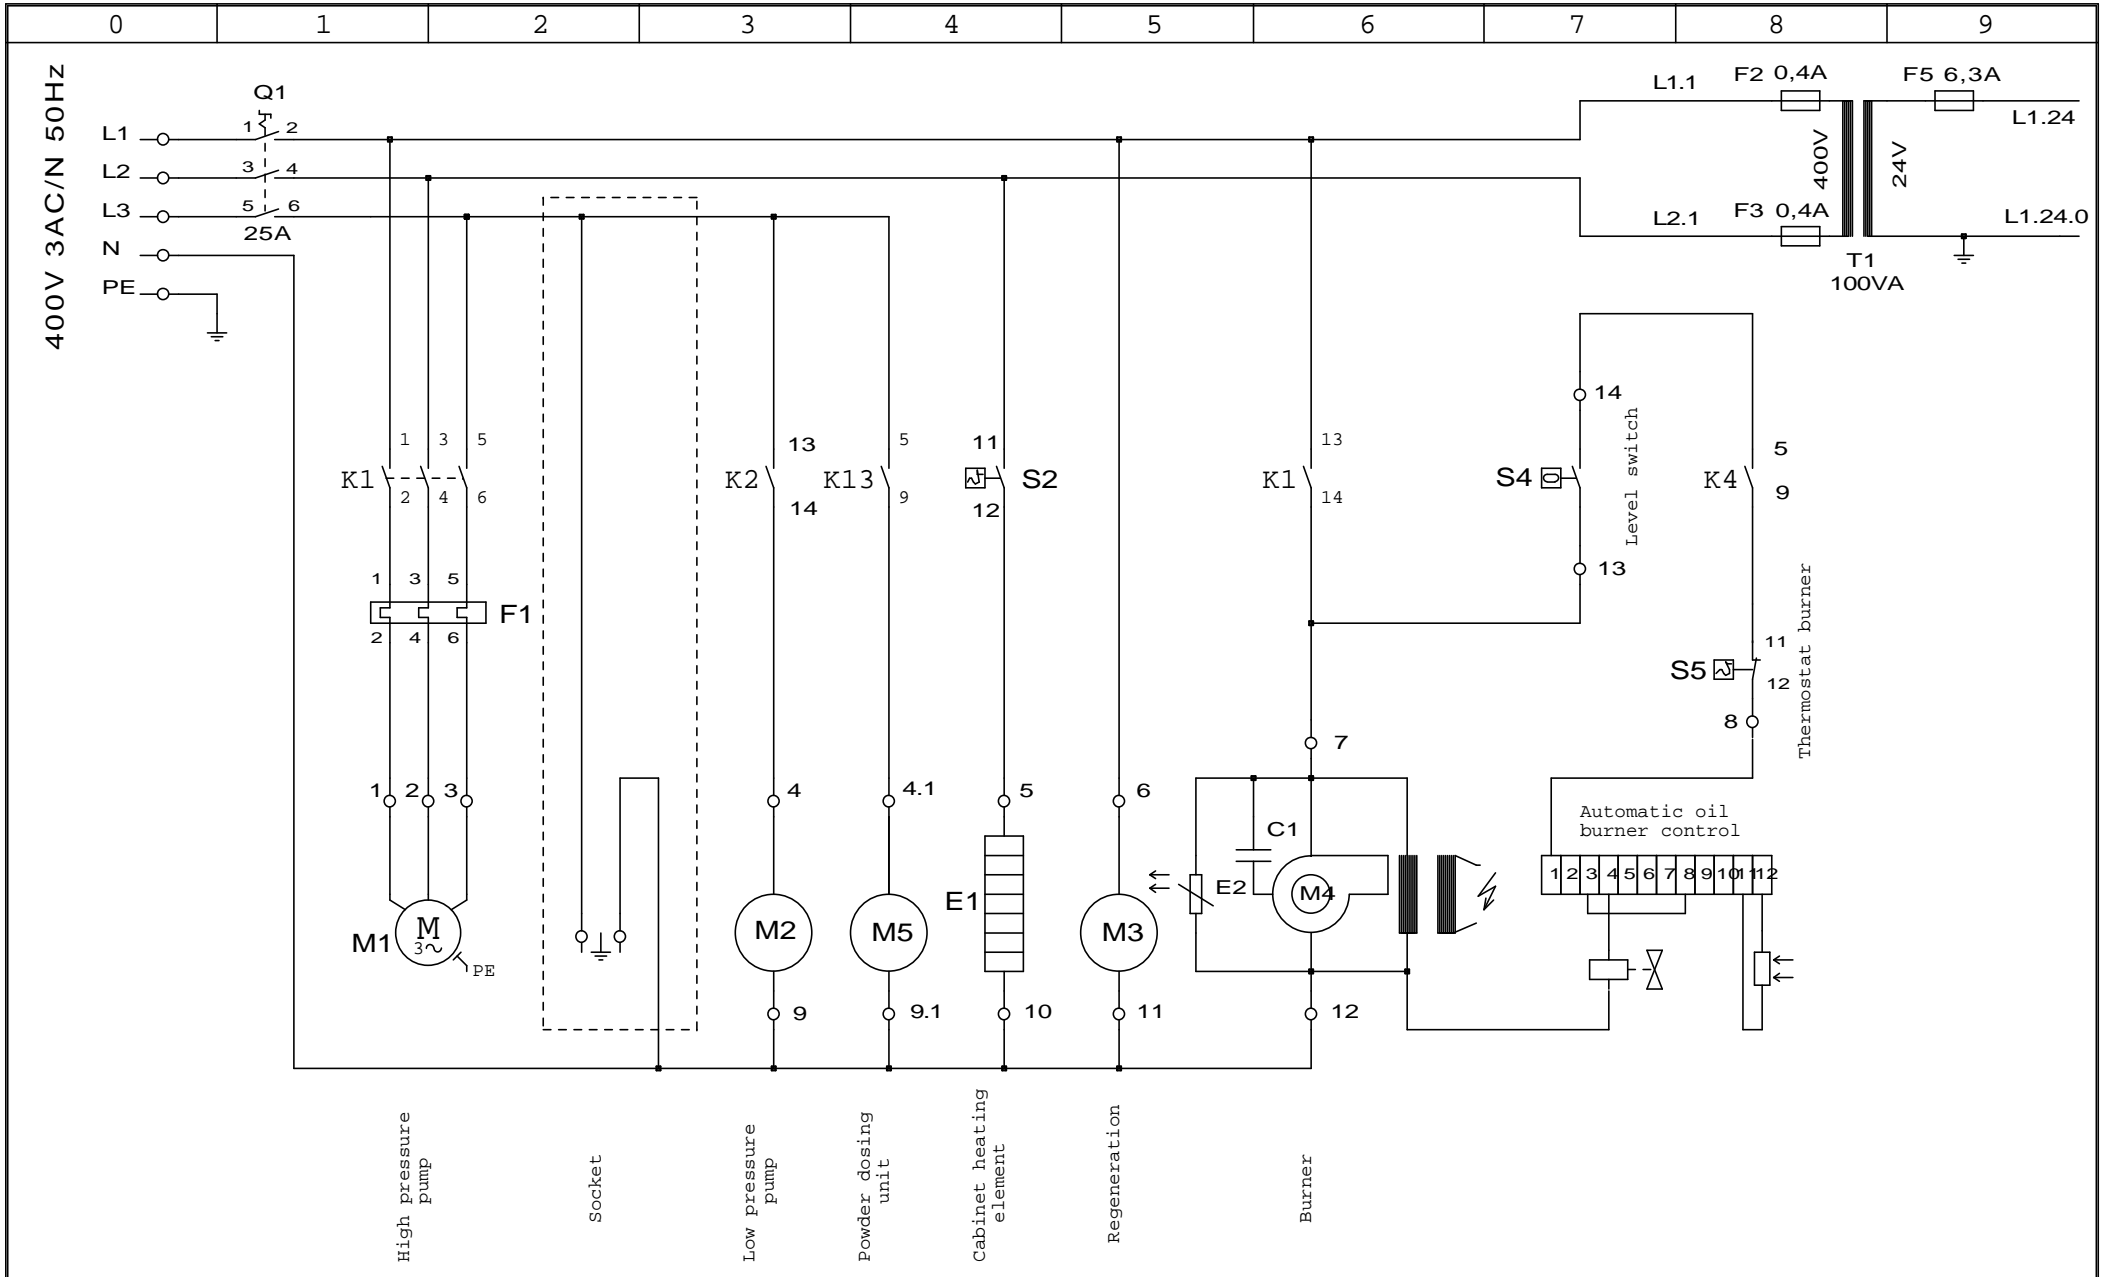 0 1 2 3 4 5 6 7 8 9
400V 3AC/N 50Hz
Q1
L1
1 2
L2
3 4
L3
5 6
25A
N
PE
L1.1
F2 0,4A
F5 6,3A
L1.24
400V
24V
L2.1
F3 0,4A
L1.24.0
T1
100VA
K1
1 3 5
2 4 6
1 3 5
F1
2 4 6
1 2 3
M1
M
3~
PE
K2
13
14
4
M2
9
K13
5
9
4.1
M5
9.1
11
S2
12
5
E1
10
6
M3
11
K1
13
14
7
C1
E2
M4
12
14
S4
13
Level switch
K4
5
9
11
S5
12
8
Thermostat burner
Automatic oil
burner control
1 2 3 4 5 6 7 8 9 10 11 12
High pressure
pump
Socket
Low pressure
pump
Powder dosing
unit
Cabinet heating
element
Regeneration
Burner